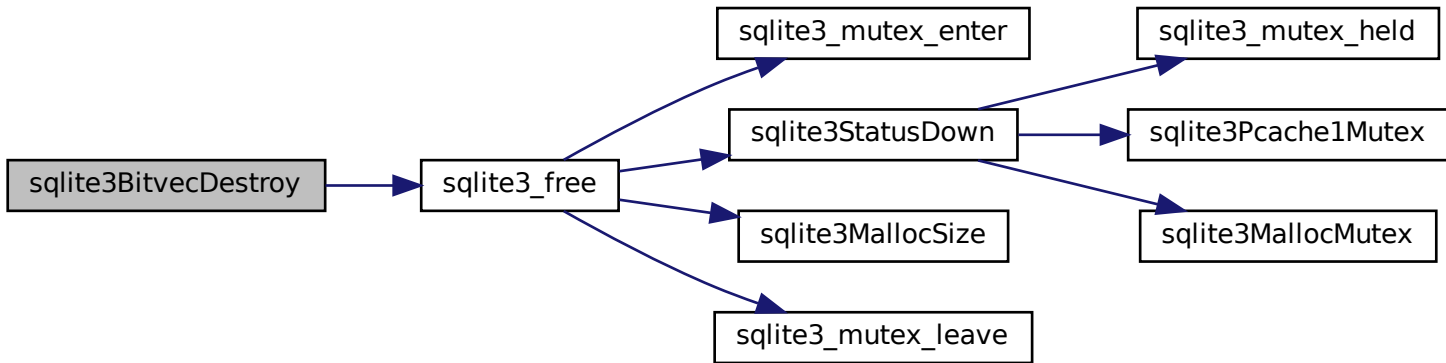 sqlite3BitvecDestroy
sqlite3_free
sqlite3_mutex_enter
sqlite3StatusDown
sqlite3MallocSize
sqlite3_mutex_leave
sqlite3_mutex_held
sqlite3Pcache1Mutex
sqlite3MallocMutex